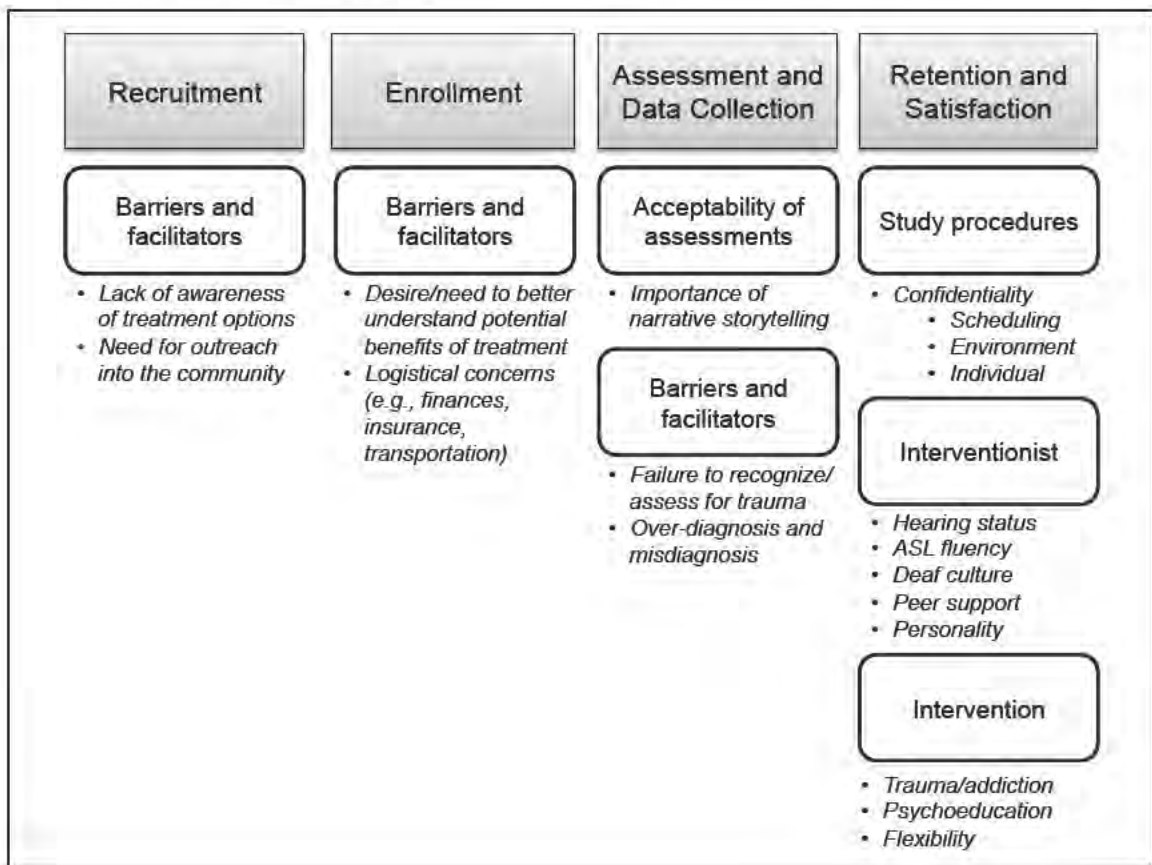 Recruitment
Barriers and
facilitators
• Lack of awareness
of treatment options
• Need for outreach
into the community
Enrollment
Barriers and
facilitators
• Desire/need to better
understand potential
benefits of treatment
• Logistical concerns
(e.g., finances,
insurance,
transportation)
Assessment and
Data Collection
Acceptability of
assessments
• Importance of
narrative storytelling
Barriers and
facilitators
• Failure to recognize/
assess for trauma
• Over-diagnosis and
misdiagnosis
Retention and
Satisfaction
Study procedures
• Confidentiality
• Scheduling
• Environment
• Individual
Interventionist
• Hearing status
• ASL fluency
• Deaf culture
• Peer support
• Personality
Intervention
• Trauma/addiction
• Psychoeducation
• Flexibility